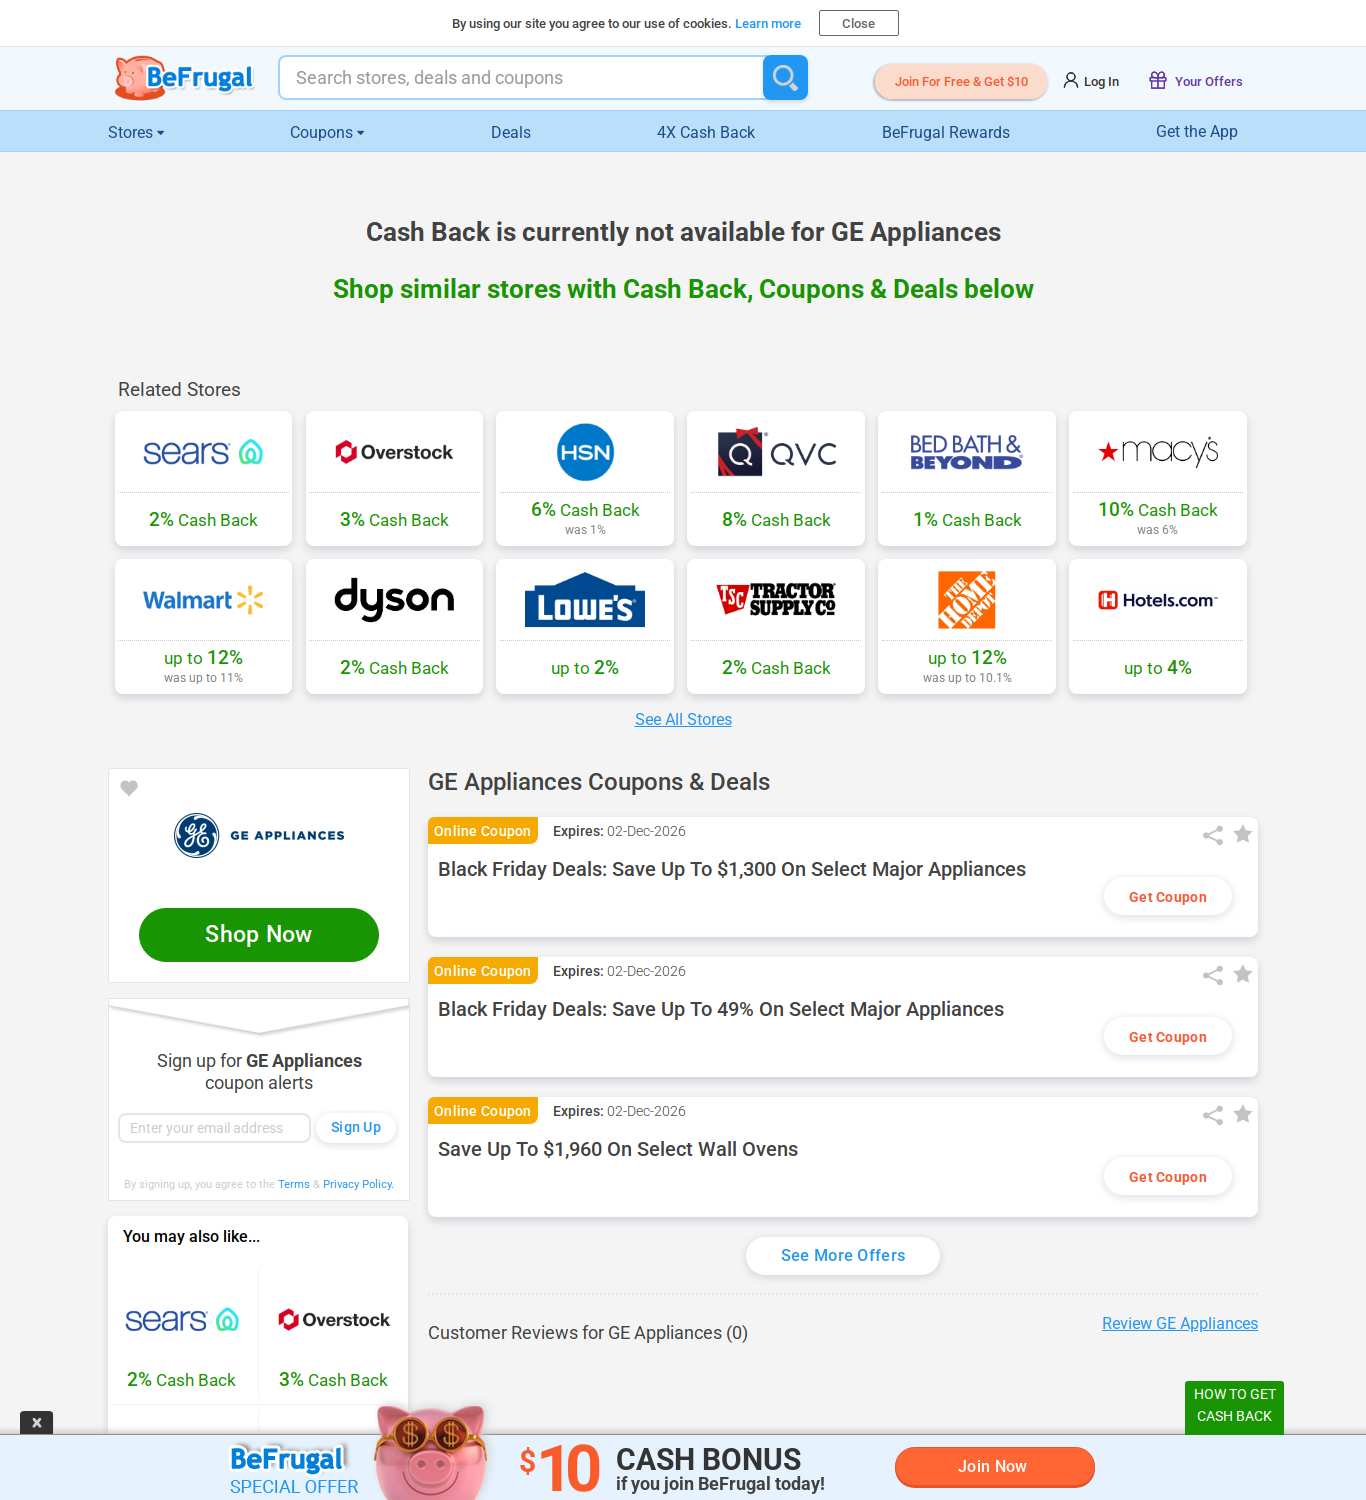 By using our site you agree to our use of cookies. Learn more Close
BeFrugal Search stores, deals and coupons Join For Free & Get $10 Log In Your Offers
Stores Coupons Deals 4X Cash Back BeFrugal Rewards Get the App
Cash Back is currently not available for GE Appliances
Shop similar stores with Cash Back, Coupons & Deals below
Related Stores
sears Overstock HSN Q QVC BED BATH & BEYOND macy's
2% Cash Back 3% Cash Back 6% Cash Back 8% Cash Back 1% Cash Back 10% Cash Back
was 1% was 6%
Walmart dyson LOWE'S TSC TRACTOR SUPPLY CO THE HOME DEPOT H Hotels.com
up to 12% 2% Cash Back up to 2% 2% Cash Back up to 12% up to 4%
was up to 11% was up to 10.1%
See All Stores
GE APPLIANCES
Shop Now
Sign up for GE Appliances
coupon alerts
Enter your email address Sign Up
By signing up, you agree to the Terms & Privacy Policy.
You may also like...
sears Overstock
2% Cash Back 3% Cash Back
GE Appliances Coupons & Deals
Online Coupon Expires: 02-Dec-2026
Black Friday Deals: Save Up To $1,300 On Select Major Appliances
Get Coupon
Online Coupon Expires: 02-Dec-2026
Black Friday Deals: Save Up To 49% On Select Major Appliances
Get Coupon
Online Coupon Expires: 02-Dec-2026
Save Up To $1,960 On Select Wall Ovens
Get Coupon
See More Offers
Customer Reviews for GE Appliances (0) Review GE Appliances
HOW TO GET
CASH BACK
x
BeFrugal
SPECIAL OFFER
$ $
$10 CASH BONUS
if you join BeFrugal today!
Join Now